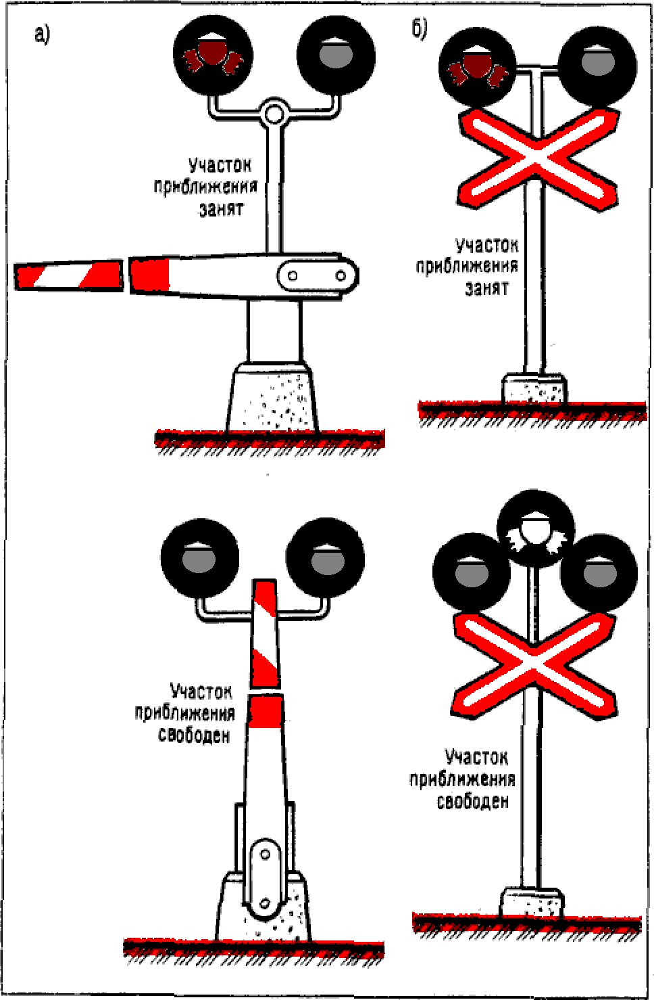 а)
Участок
приближения
занят
б)
Участок
приближения
занят
Участок
приближения
свободен
Участок
приближения
свободен